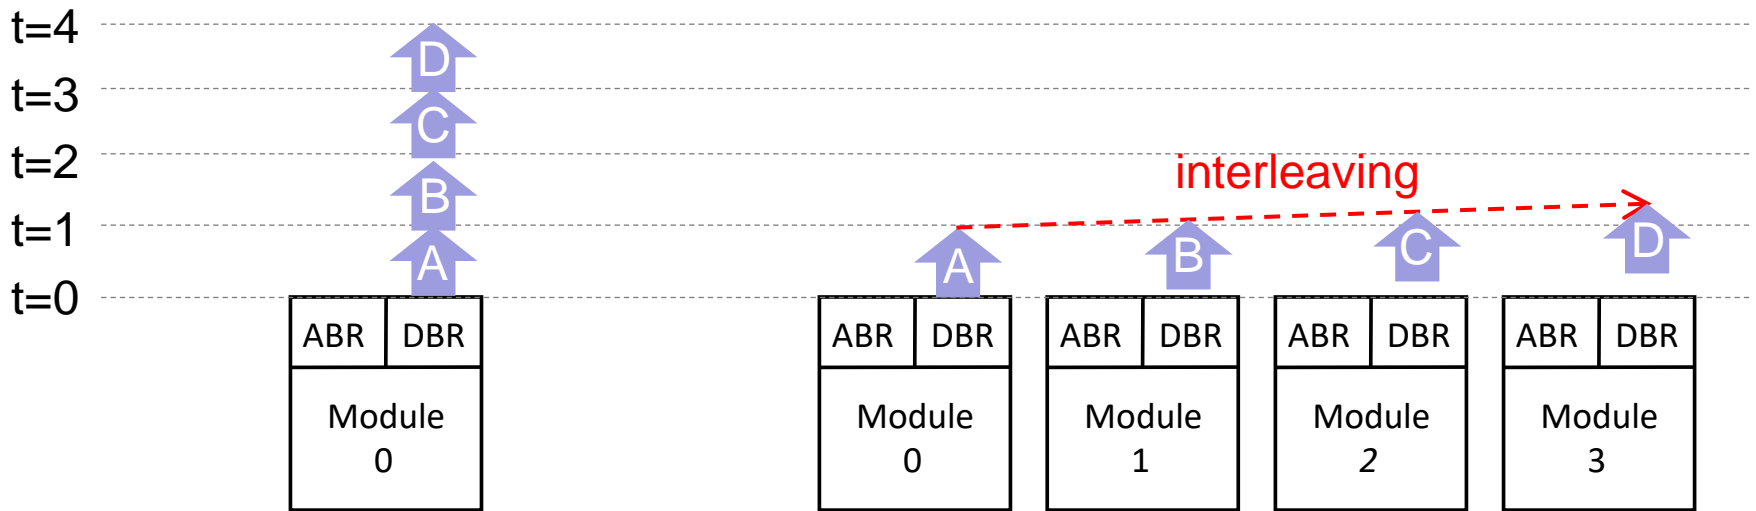 t=4
D
t=3
C
t=2
interleaving
B
t=1
A
A
B
C
D
t=0
ABR DBR
ABR DBR
ABR DBR
ABR DBR
ABR DBR
Module
0
Module
0
Module
1
Module
2
Module
3